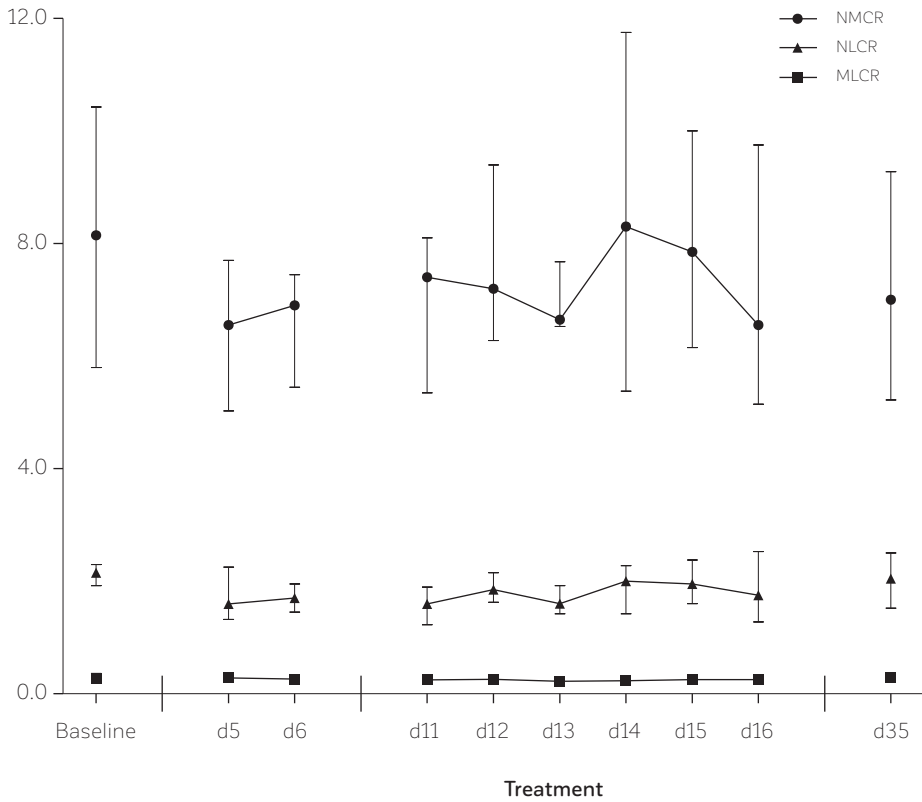 12.0
NMCR
NLCR
MLCR
8.0
4.0
0.0
Baseline d5 d6 d11 d12 d13 d14 d15 d16 d35
Treatment